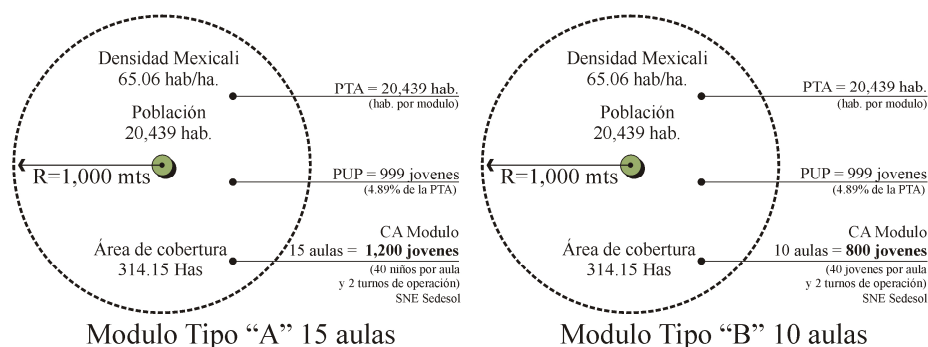 Densidad Mexicali
65.06 hab/ha.
PTA = 20,439 hab.
(hab. por modulo)
Población
20,439 hab.
R=1,000 mts
PUP = 999 jovenes
(4.89% de la PTA)
CA Modulo
Área de cobertura
314.15 Has
15 aulas = 1,200 jovenes
(40 niños por aula
y 2 turnos de operación)
SNE Sedesol
Modulo Tipo “A” 15 aulas
Densidad Mexicali
65.06 hab/ha.
PTA = 20,439 hab.
(hab. por modulo)
Población
20,439 hab.
R=1,000 mts
PUP = 999 jovenes
(4.89% de la PTA)
CA Modulo
Área de cobertura
314.15 Has
10 aulas = 800 jovenes
(40 jovenes por aula
y 2 turnos de operación)
SNE Sedesol
Modulo Tipo “B” 10 aulas